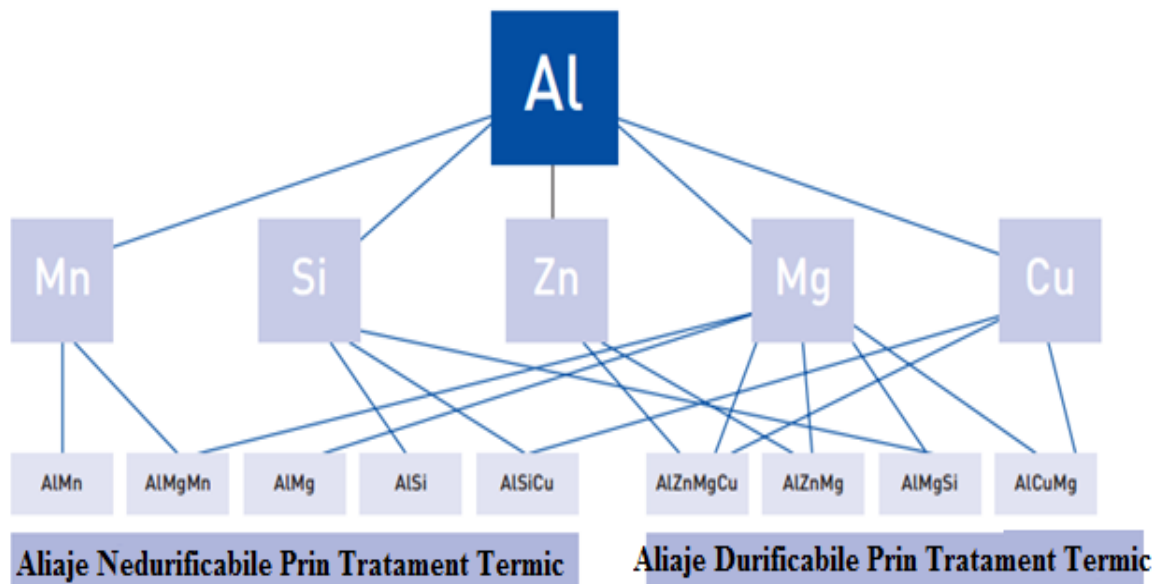 Al
Mn Si Zn Mg Cu
AlMn AlMgMn AlMg AlSi AlSiCu AlZnMgCu AlZnMg AlMgSi AlCuMg
Aliaje Nedurificabile Prin Tratament Termic Aliaje Durificabile Prin Tratament Termic